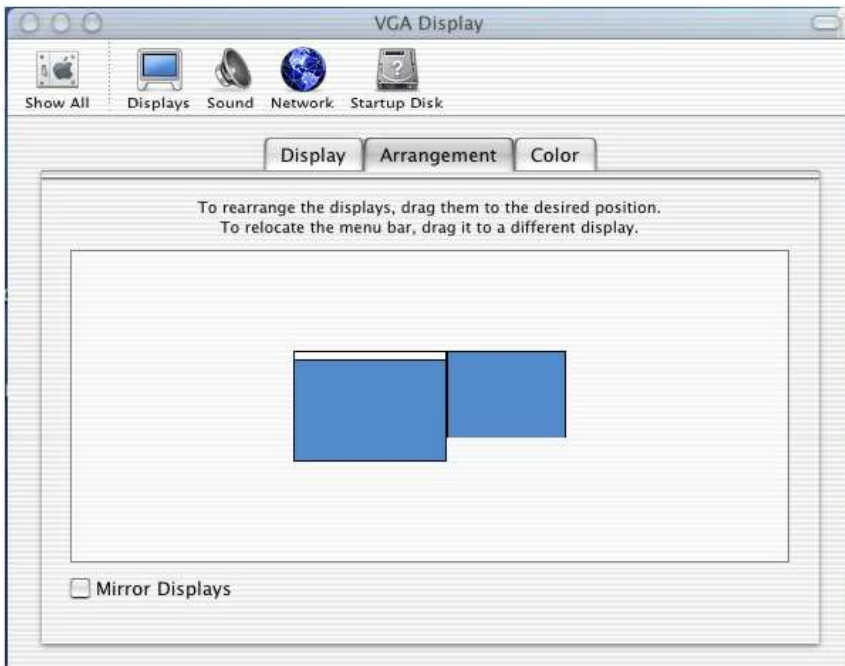 VGA Display
Show All Displays Sound Network Startup Disk
Display Arrangement Color
To rearrange the displays, drag them to the desired position.
To relocate the menu bar, drag it to a different display.
Mirror Displays